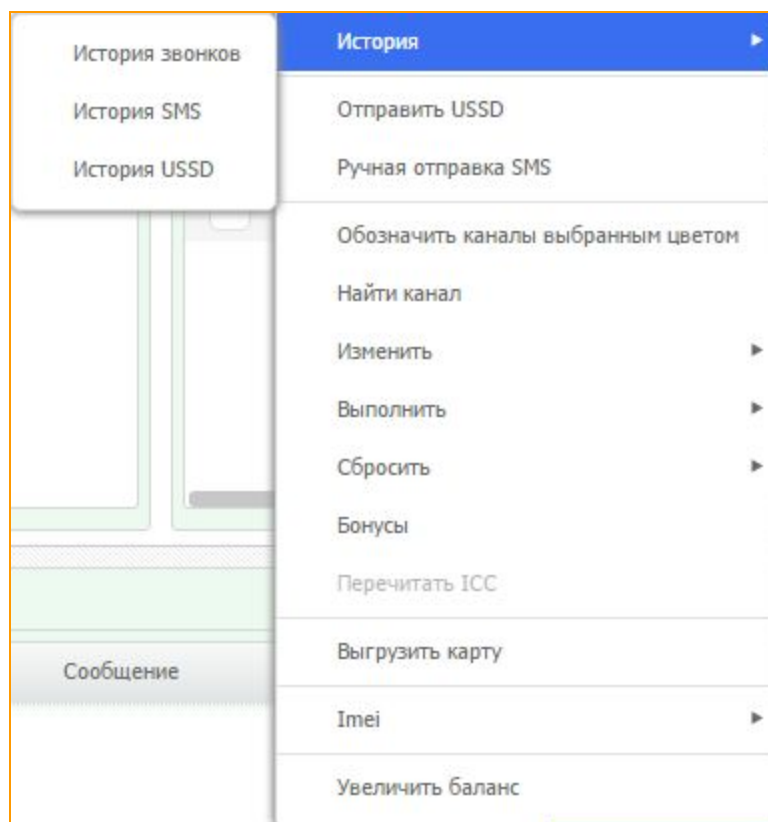 История звонков
История SMS
История USSD
История
Отправить USSD
Ручная отправка SMS
Обозначить каналы выбранным цветом
Найти канал
Изменить
Выполнить
Сбросить
Бонусы
Перечитать ICC
Выгрузить карту
Imei
Увеличить баланс
Сообщение